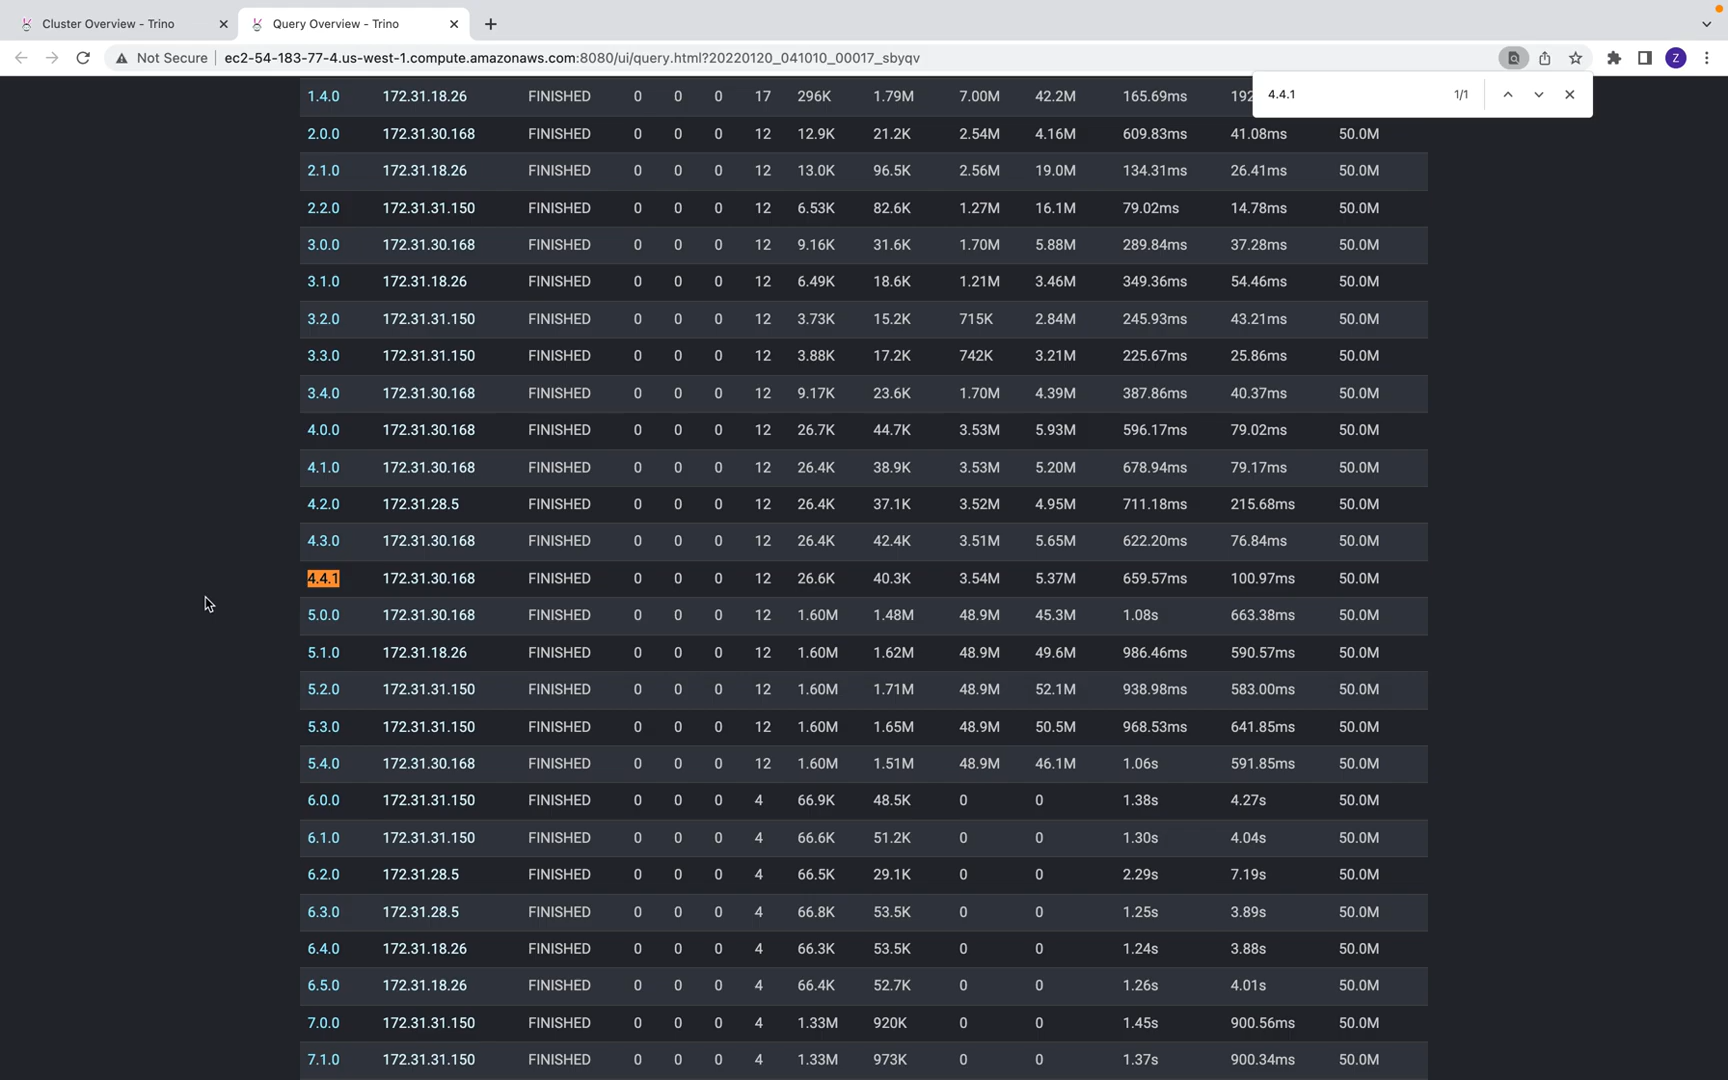 Cluster Overview - Trino
Query Overview - Trino
Not Secure ec2-54-183-77-4.us-west-1.compute.amazonaws.com:8080/ui/query.html?20220120_041010_00017_sbyqv
Z
4.4.1 1/1
1.4.0 172.31.18.26 FINISHED 0 0 0 17 296K 1.79M 7.00M 42.2M 165.69ms
2.0.0 172.31.30.168 FINISHED 0 0 0 12 12.9K 21.2K 2.54M 4.16M 609.83ms 41.08ms 50.0M
2.1.0 172.31.18.26 FINISHED 0 0 0 12 13.0K 96.5K 2.56M 19.0M 134.31ms 26.41ms 50.0M
2.2.0 172.31.31.150 FINISHED 0 0 0 12 6.53K 82.6K 1.27M 16.1M 79.02ms 14.78ms 50.0M
3.0.0 172.31.30.168 FINISHED 0 0 0 12 9.16K 31.6K 1.70M 5.88M 289.84ms 37.28ms 50.0M
3.1.0 172.31.18.26 FINISHED 0 0 0 12 6.49K 18.6K 1.21M 3.46M 349.36ms 54.46ms 50.0M
3.2.0 172.31.31.150 FINISHED 0 0 0 12 3.73K 15.2K 715K 2.84M 245.93ms 43.21ms 50.0M
3.3.0 172.31.31.150 FINISHED 0 0 0 12 3.88K 17.2K 742K 3.21M 225.67ms 25.86ms 50.0M
3.4.0 172.31.30.168 FINISHED 0 0 0 12 9.17K 23.6K 1.70M 4.39M 387.86ms 40.37ms 50.0M
4.0.0 172.31.30.168 FINISHED 0 0 0 12 26.7K 44.7K 3.53M 5.93M 596.17ms 79.02ms 50.0M
4.1.0 172.31.30.168 FINISHED 0 0 0 12 26.4K 38.9K 3.53M 5.20M 678.94ms 79.17ms 50.0M
4.2.0 172.31.28.5 FINISHED 0 0 0 12 26.4K 37.1K 3.52M 4.95M 711.18ms 215.68ms 50.0M
4.3.0 172.31.30.168 FINISHED 0 0 0 12 26.4K 42.4K 3.51M 5.65M 622.20ms 76.84ms 50.0M
4.4.1 172.31.30.168 FINISHED 0 0 0 12 26.6K 40.3K 3.54M 5.37M 659.57ms 100.97ms 50.0M
5.0.0 172.31.30.168 FINISHED 0 0 0 12 1.60M 1.48M 48.9M 45.3M 1.08s 663.38ms 50.0M
5.1.0 172.31.18.26 FINISHED 0 0 0 12 1.60M 1.62M 48.9M 49.6M 986.46ms 590.57ms 50.0M
5.2.0 172.31.31.150 FINISHED 0 0 0 12 1.60M 1.71M 48.9M 52.1M 938.98ms 583.00ms 50.0M
5.3.0 172.31.31.150 FINISHED 0 0 0 12 1.60M 1.65M 48.9M 50.5M 968.53ms 641.85ms 50.0M
5.4.0 172.31.30.168 FINISHED 0 0 0 12 1.60M 1.51M 48.9M 46.1M 1.06s 591.85ms 50.0M
6.0.0 172.31.31.150 FINISHED 0 0 0 4 66.9K 48.5K 0 0 1.38s 4.27s 50.0M
6.1.0 172.31.31.150 FINISHED 0 0 0 4 66.6K 51.2K 0 0 1.30s 4.04s 50.0M
6.2.0 172.31.28.5 FINISHED 0 0 0 4 66.5K 29.1K 0 0 2.29s 7.19s 50.0M
6.3.0 172.31.28.5 FINISHED 0 0 0 4 66.8K 53.5K 0 0 1.25s 3.89s 50.0M
6.4.0 172.31.18.26 FINISHED 0 0 0 4 66.3K 53.5K 0 0 1.24s 3.88s 50.0M
6.5.0 172.31.18.26 FINISHED 0 0 0 4 66.4K 52.7K 0 0 1.26s 4.01s 50.0M
7.0.0 172.31.31.150 FINISHED 0 0 0 4 1.33M 920K 0 0 1.45s 900.56ms 50.0M
7.1.0 172.31.31.150 FINISHED 0 0 0 4 1.33M 973K 0 0 1.37s 900.34ms 50.0M